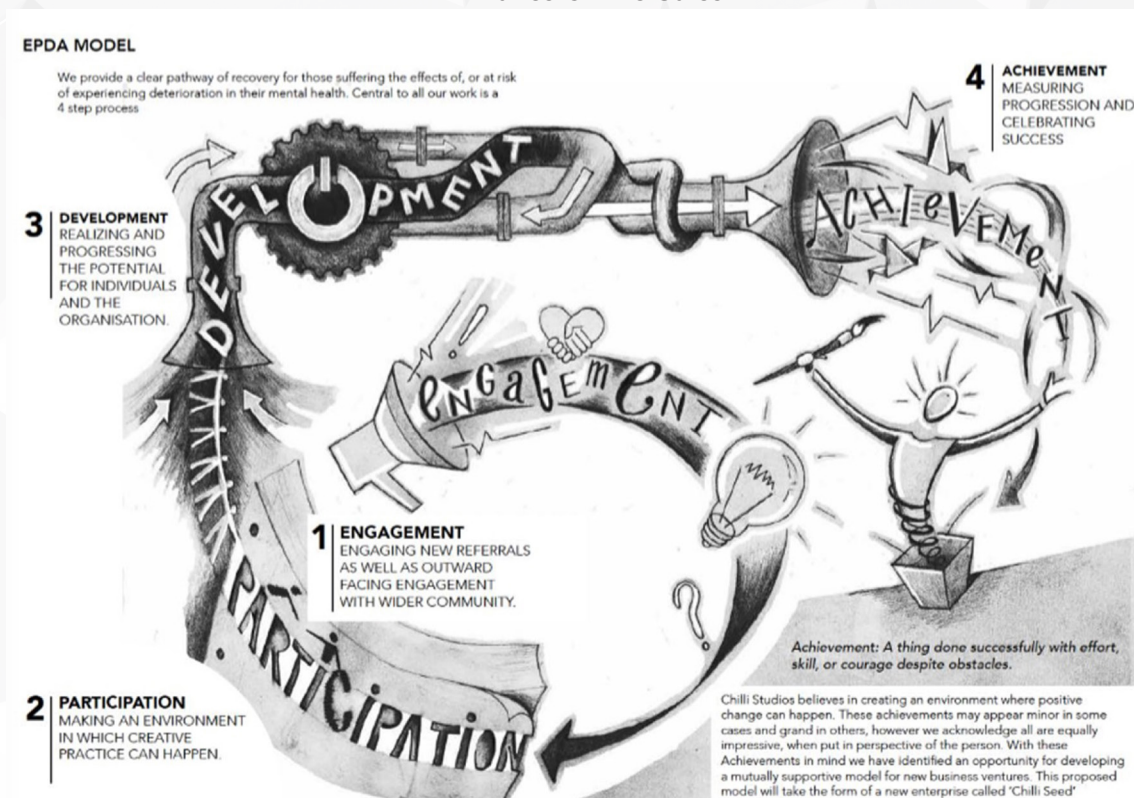 EPDA MODEL
We provide a clear pathway of recovery for those suffering the effects of, or at risk
of experiencing deterioration in their mental health. Central to all our work is a
4 step process
4
ACHIEVEMENT
MEASURING
PROGRESSION AND
CELEBRATING
SUCCESS
3
DEVELOPMENT
REALIZING AND
PROGRESSING
THE POTENTIAL
FOR INDIVIDUALS
AND THE
ORGANISATION.
DEVELOPMENT
ACHIEVEMeNT
eNGaGEmeNT
1
ENGAGEMENT
ENGAGING NEW REFERRALS
AS WELL AS OUTWARD
FACING ENGAGEMENT
WITH WIDER COMMUNITY.
?
PARTICIPATION
2
PARTICIPATION
MAKING AN ENVIRONMENT
IN WHICH CREATIVE
PRACTICE CAN HAPPEN.
Achievement: A thing done successfully with effort,
skill, or courage despite obstacles.
Chilli Studios believes in creating an environment where positive
change can happen. These achievements may appear minor in some
cases and grand in others, however we acknowledge all are equally
impressive, when put in perspective of the person. With these
Achievements in mind we have identified an opportunity for developing
a mutually supportive model for new business ventures. This proposed
model will take the form of a new enterprise called 'Chilli Seed'